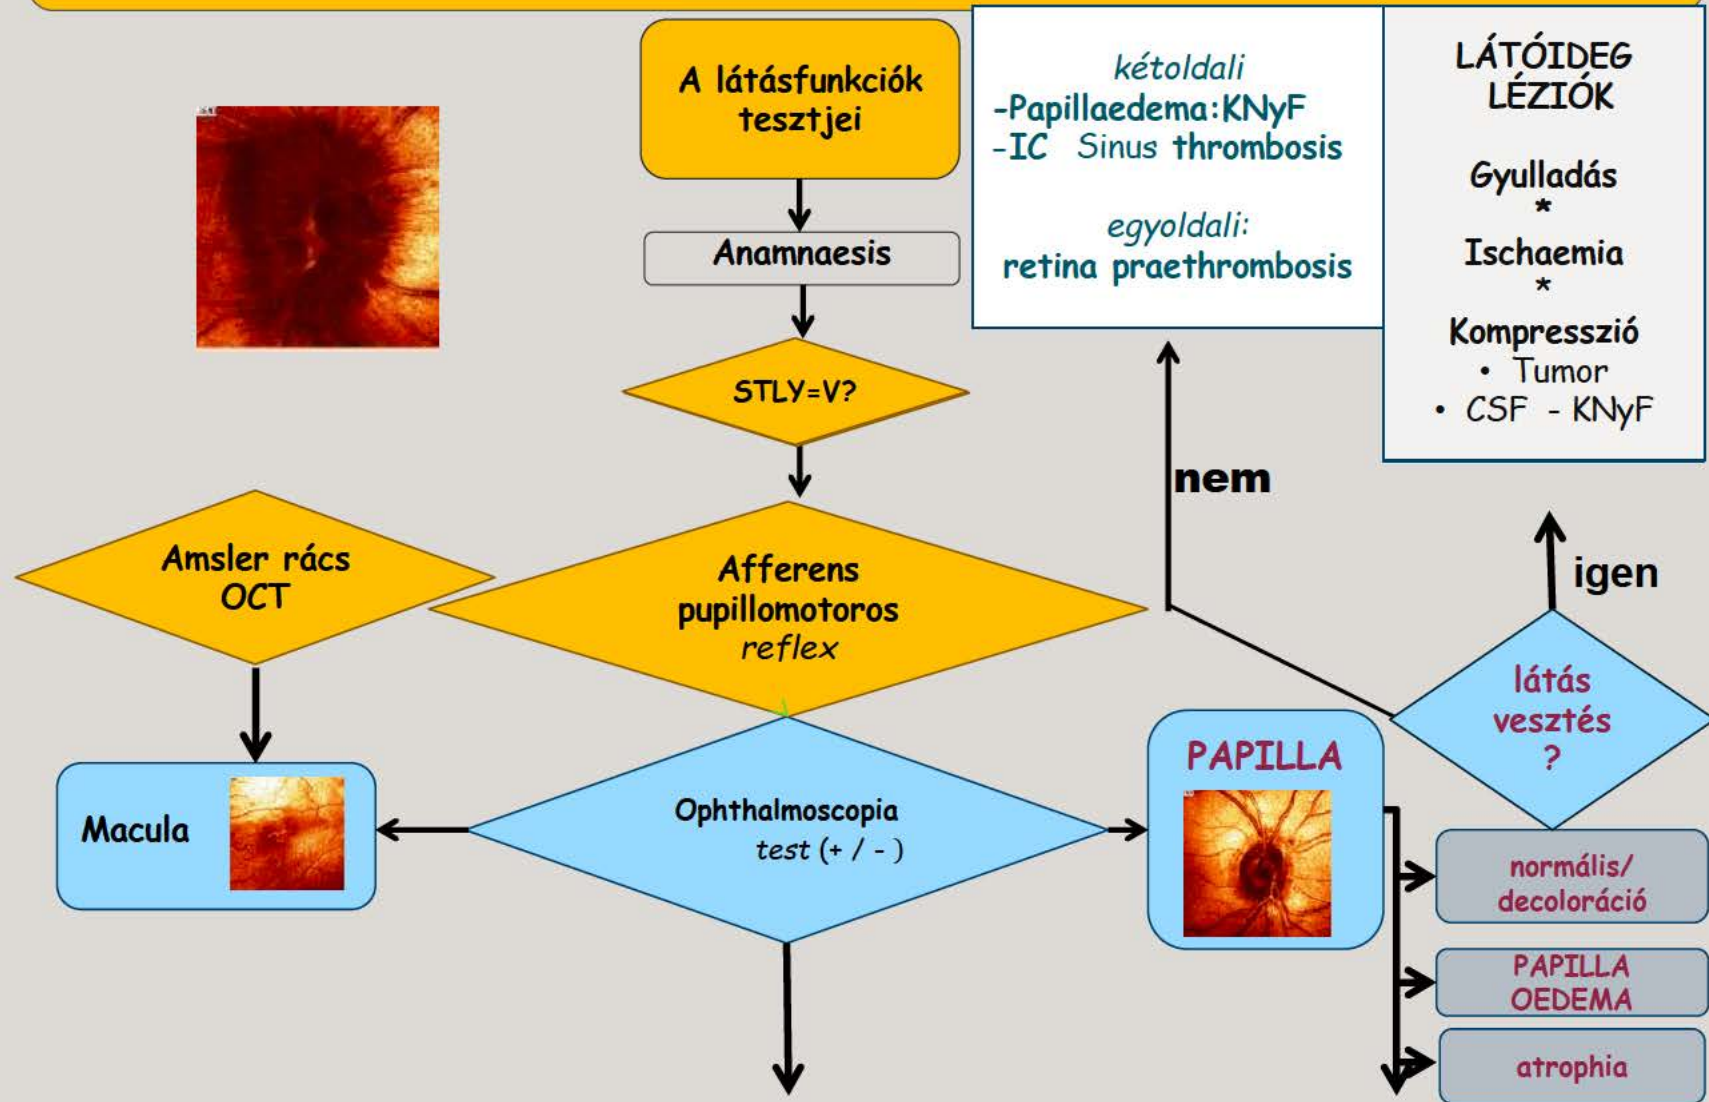 A látásfunkciók
tesztjei
Anamnaesis
STLY=V?
Afferens
pupillomotoros
reflex
Amsler rács
OCT
Macula
Ophthalmoscopia
test (+ / - )
PAPILLA
normális/
decoloráció
PAPILLA
OEDEMA
atrophia
látás
vesztés
?
nem
igen
kétoldali
-Papillaedema:KNyF
-IC Sinus thrombosis
egyoldali:
retina praethrombosis
LÁTÓIDEG
LÉZIÓK
Gyulladás
*
Ischaemia
*
Kompresszió
• Tumor
• CSF - KNyF